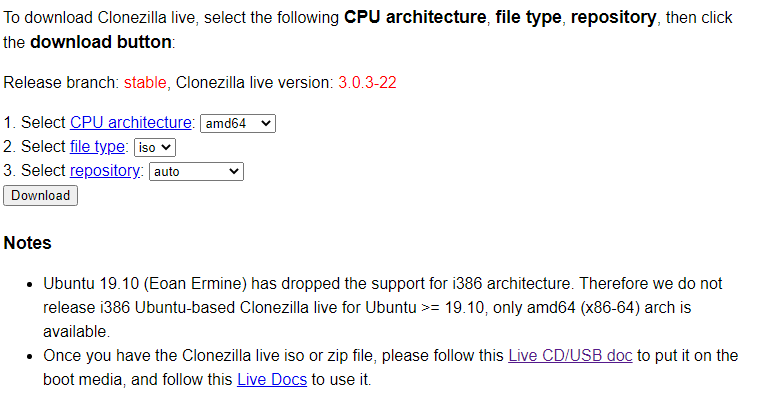 To download Clonezilla live, select the following CPU architecture, file type, repository, then click
the download button:
Release branch: stable, Clonezilla live version: 3.0.3-22
1. Select CPU architecture: amd64
2. Select file type: iso
3. Select repository: auto
Download
Notes
• Ubuntu 19.10 (Eoan Ermine) has dropped the support for i386 architecture. Therefore we do not
release i386 Ubuntu-based Clonezilla live for Ubuntu >= 19.10, only amd64 (x86-64) arch is
available.
• Once you have the Clonezilla live iso or zip file, please follow this Live CD/USB doc to put it on the
boot media, and follow this Live Docs to use it.